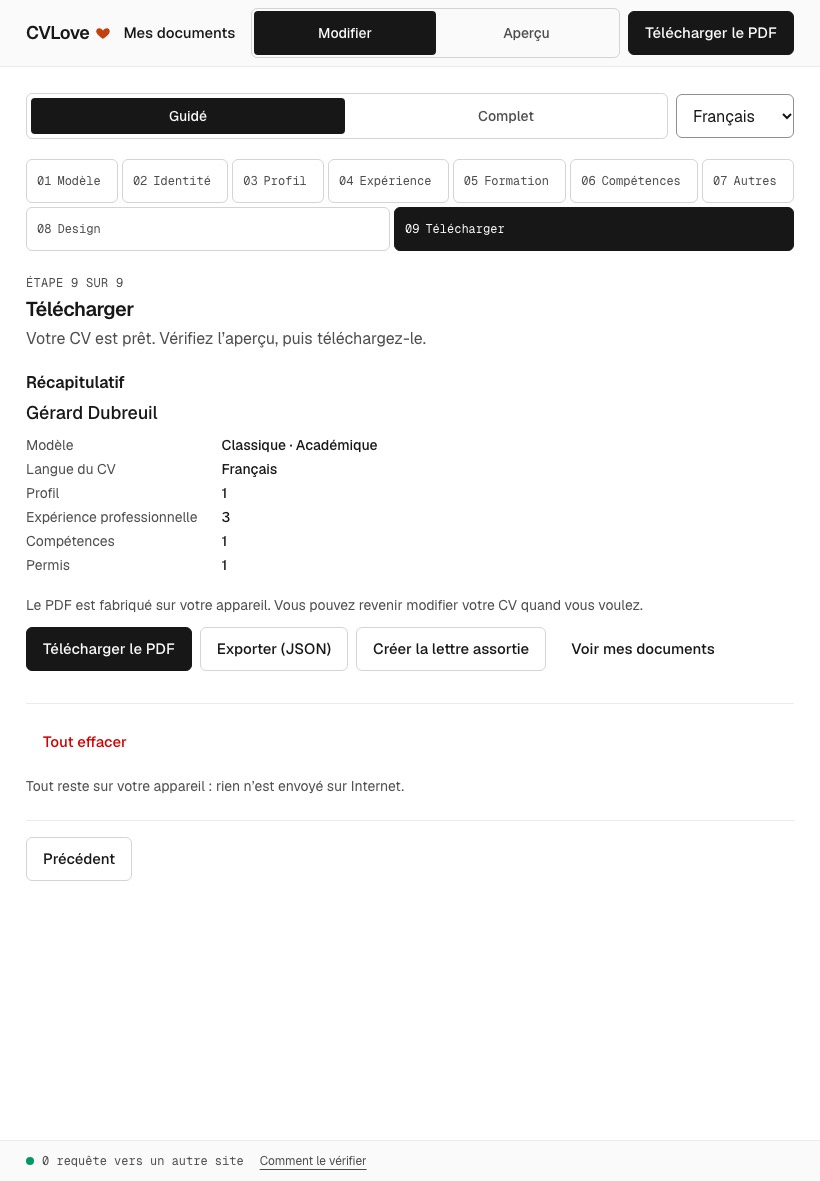 CVLove Mes documents Modifier Aperçu Télécharger le PDF
Guidé Complet Français
01 Modèle 02 Identité 03 Profil 04 Expérience 05 Formation 06 Compétences 07 Autres
08 Design 09 Télécharger
ÉTAPE 9 SUR 9
Télécharger
Votre CV est prêt. Vérifiez l’aperçu, puis téléchargez-le.
Récapitulatif
Gérard Dubreuil
Modèle Classique · Académique
Langue du CV Français
Profil 1
Expérience professionnelle 3
Compétences 1
Permis 1
Le PDF est fabriqué sur votre appareil. Vous pouvez revenir modifier votre CV quand vous voulez.
Télécharger le PDF Exporter (JSON) Créer la lettre assortie Voir mes documents
Tout effacer
Tout reste sur votre appareil : rien n’est envoyé sur Internet.
Précédent
0 requête vers un autre site Comment le vérifier